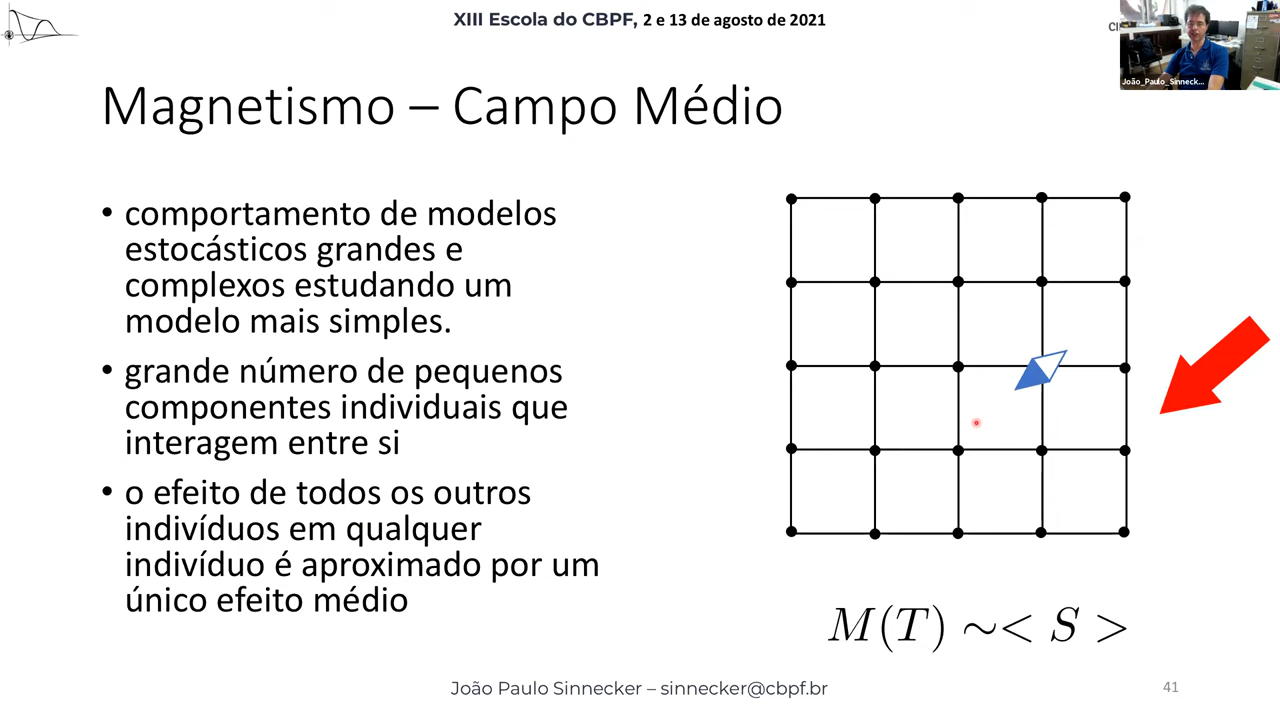 XIII Escola do CBPF, 2 e 13 de agosto de 2021
João_Paulo_Sinneck...
Magnetismo – Campo Médio
• comportamento de modelos
estocásticos grandes e
complexos estudando um
modelo mais simples.
• grande número de pequenos
componentes individuais que
interagem entre si
• o efeito de todos os outros
indivíduos em qualquer
indivíduo é aproximado por um
único efeito médio
M(T) ∼< S >
João Paulo Sinnecker – sinnecker@cbpf.br
41